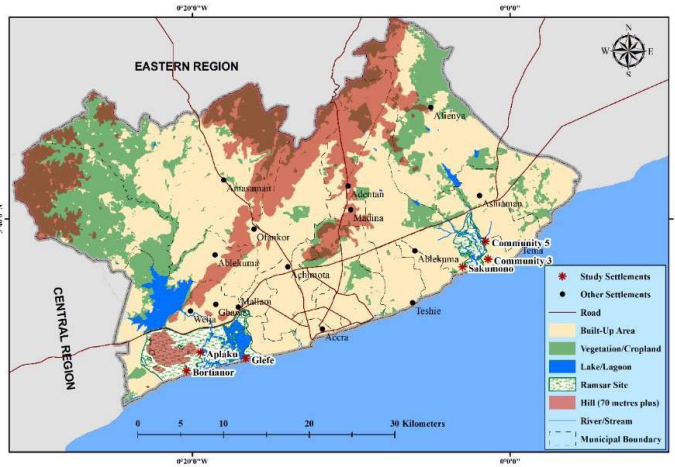 0°20'0"W
0°0'0"
N
W
E
S
EASTERN REGION
Afienya
Amasaman
Adentan
Madina
Ashaiman
Ofankor
Community 5
Tema
Ablekuma
Ablekuma
Community 3
Achimota
Sakumono
CENTRAL REGION
Mallam
Gbawe
Weija
Teshie
Accra
Aplaku
Glefe
Bortianor
Study Settlements
Other Settlements
Road
Built-Up Area
Vegetation/Cropland
Lake/Lagoon
Ramsar Site
Hill (70 metres plus)
River/Stream
Municipal Boundary
0 5 10 20 30 Kilometers
0°20'0"W
0°0'0"